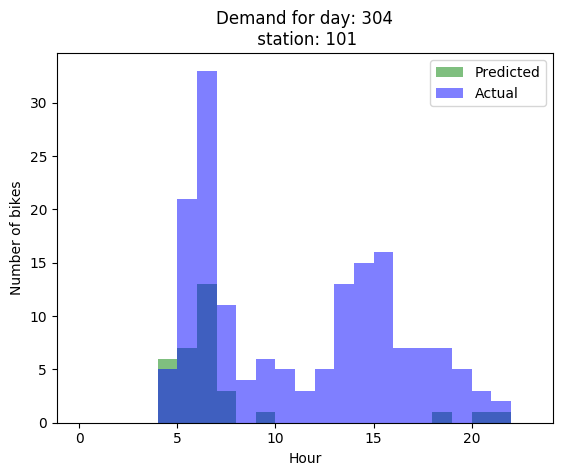 Demand for day: 304
station: 101
Predicted
Actual
Number of bikes
30
25
20
15
10
5
0
0 5 10 15 20
Hour